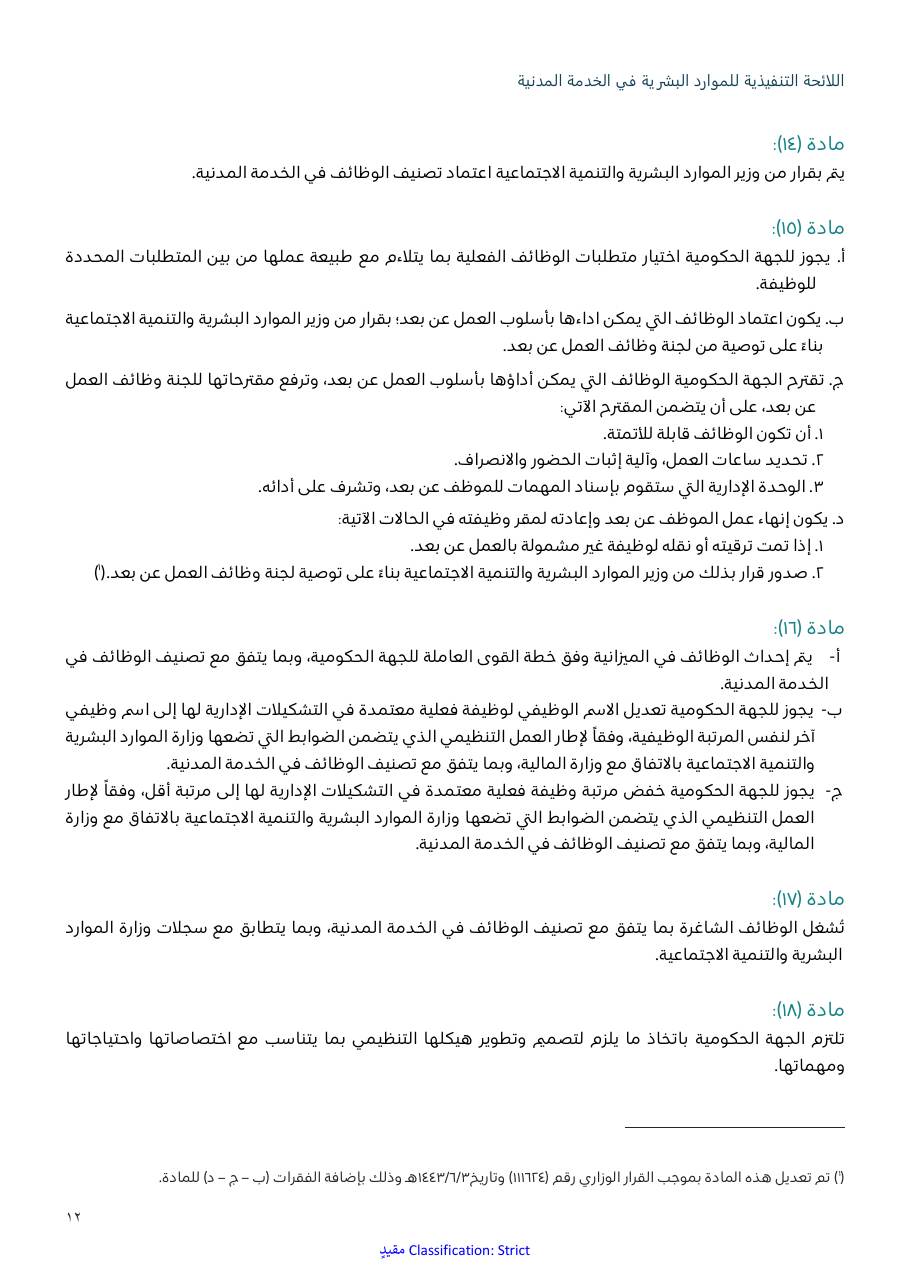 اللائحة التنفيذية للموارد البشرية في الخدمة المدنية
مادة (١٤):
يتم بقرار من وزير الموارد البشرية والتنمية الاجتماعية اعتماد تصنيف الوظائف في الخدمة المدنية.
مادة (١٥):
أ. يجوز للجهة الحكومية اختيار متطلبات الوظائف الفعلية بما يتلاءم مع طبيعة عملها من بين المتطلبات المحددة
للوظيفة.
ب. يكون اعتماد الوظائف التي يمكن اداءها بأسلوب العمل عن بعد؛ بقرار من وزير الموارد البشرية والتنمية الاجتماعية
بناءً على توصية من لجنة وظائف العمل عن بعد.
ج. تقترح الجهة الحكومية الوظائف التي يمكن أداؤها بأسلوب العمل عن بعد، وترفع مقترحاتها للجنة وظائف العمل
عن بعد، على أن يتضمن المقترح الآتي:
١. أن تكون الوظائف قابلة للأتمتة.
٢. تحديد ساعات العمل، وآلية إثبات الحضور والانصراف.
٣. الوحدة الإدارية التي ستقوم بإسناد المهمات للموظف عن بعد، وتشرف على أدائه.
د. يكون إنهاء عمل الموظف عن بعد وإعادته لمقر وظيفته في الحالات الآتية:
١. إذا تمت ترقيته أو نقله لوظيفة غير مشمولة بالعمل عن بعد.
٢. صدور قرار بذلك من وزير الموارد البشرية والتنمية الاجتماعية بناءً على توصية لجنة وظائف العمل عن بعد.(١)
مادة (١٦):
أ- يتم إحداث الوظائف في الميزانية وفق خطة القوى العاملة للجهة الحكومية، وبما يتفق مع تصنيف الوظائف في
الخدمة المدنية.
ب- يجوز للجهة الحكومية تعديل الاسم الوظيفي لوظيفة فعلية معتمدة في التشكيلات الإدارية لها إلى اسم وظيفي
آخر لنفس المرتبة الوظيفية، وفقاً لإطار العمل التنظيمي الذي يتضمن الضوابط التي تضعها وزارة الموارد البشرية
والتنمية الاجتماعية بالاتفاق مع وزارة المالية، وبما يتفق مع تصنيف الوظائف في الخدمة المدنية.
ج- يجوز للجهة الحكومية خفض مرتبة وظيفة فعلية معتمدة في التشكيلات الإدارية لها إلى مرتبة أقل، وفقاً لإطار
العمل التنظيمي الذي يتضمن الضوابط التي تضعها وزارة الموارد البشرية والتنمية الاجتماعية بالاتفاق مع وزارة
المالية، وبما يتفق مع تصنيف الوظائف في الخدمة المدنية.
مادة (١٧):
تُشغل الوظائف الشاغرة بما يتفق مع تصنيف الوظائف في الخدمة المدنية، وبما يتطابق مع سجلات وزارة الموارد
البشرية والتنمية الاجتماعية.
مادة (١٨):
تلتزم الجهة الحكومية باتخاذ ما يلزم لتصميم وتطوير هيكلها التنظيمي بما يتناسب مع اختصاصاتها واحتياجاتها
ومهماتها.
(١) تم تعديل هذه المادة بموجب القرار الوزاري رقم (١١١٦٢٤) وتاريخ١٤٤٣/٦/٣هـ وذلك بإضافة الفقرات (ب – ج – د) للمادة.
١٢
Classification: Strict مقيدٍ